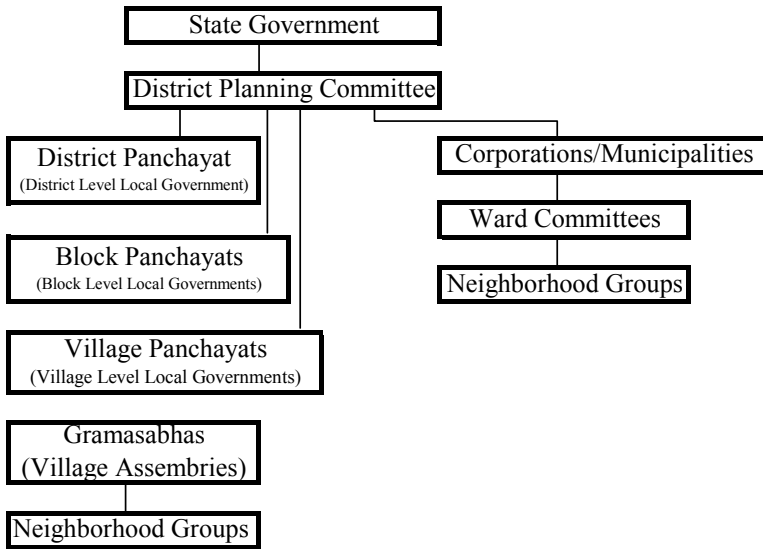 State Government
District Planning Committee
District Panchayat
(District Level Local Government)
Block Panchayats
(Block Level Local Governments)
Village Panchayats
(Village Level Local Governments)
Gramasabhas
(Village Assembries)
Neighborhood Groups
Corporations/Municipalities
Ward Committees
Neighborhood Groups